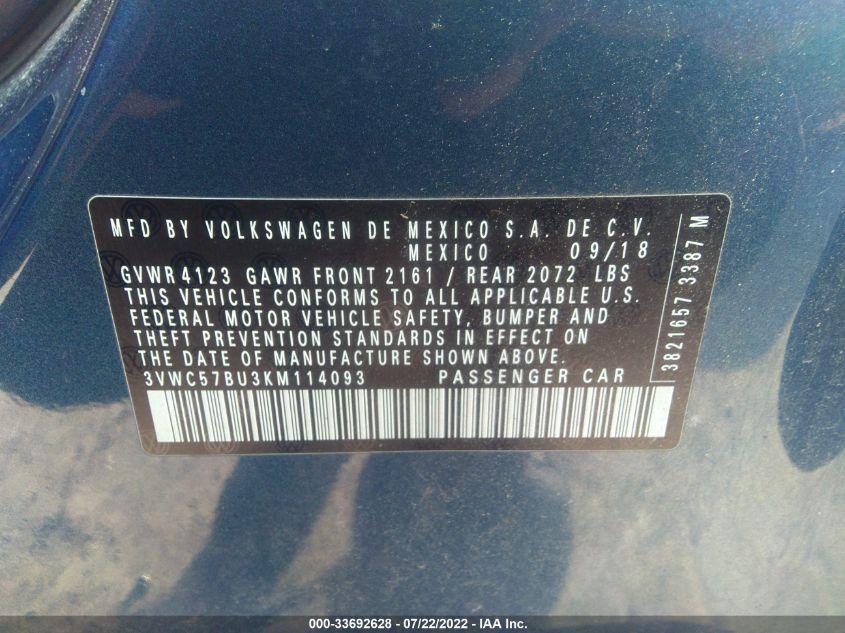 MFD BY VOLKSWAGEN DE MEXICO S.A. DE C.V.
MEXICO 09/18
GVWR 4123 GAWR FRONT 2161 / REAR 2072 LBS
THIS VEHICLE CONFORMS TO ALL APPLICABLE U.S.
FEDERAL MOTOR VEHICLE SAFETY, BUMPER AND
THEFT PREVENTION STANDARDS IN EFFECT ON
THE DATE OF MANUFACTURE SHOWN ABOVE.
3VWC57BU3KM114093 PASSENGER CAR
3821657 3387 M
000-33692628 - 07/22/2022 - IAA Inc.